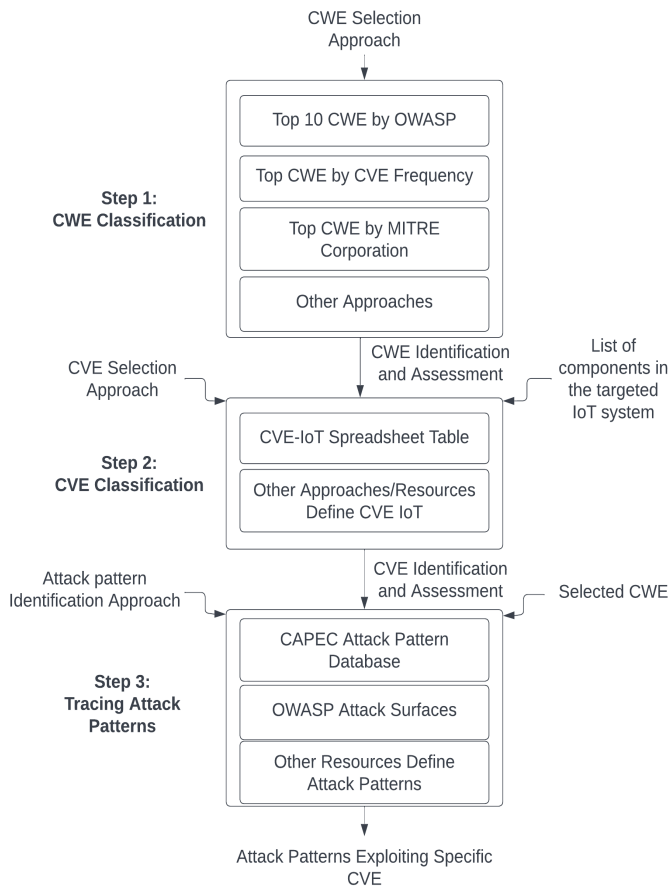 CWE Selection
Approach
Top 10 CWE by OWASP
Top CWE by CVE Frequency
Step 1:
CWE Classification
Top CWE by MITRE
Corporation
Other Approaches
CWE Identification
and Assessment
List of
components in
the targeted
IoT system
CVE Selection
Approach
CVE-IoT Spreadsheet Table
Step 2:
CVE Classification
Other Approaches/Resources
Define CVE IoT
CVE Identification
and Assessment
Attack pattern
Identification Approach
Selected CWE
CAPEC Attack Pattern
Database
Step 3:
Tracing Attack
Patterns
OWASP Attack Surfaces
Other Resources Define
Attack Patterns
Attack Patterns Exploiting Specific
CVE